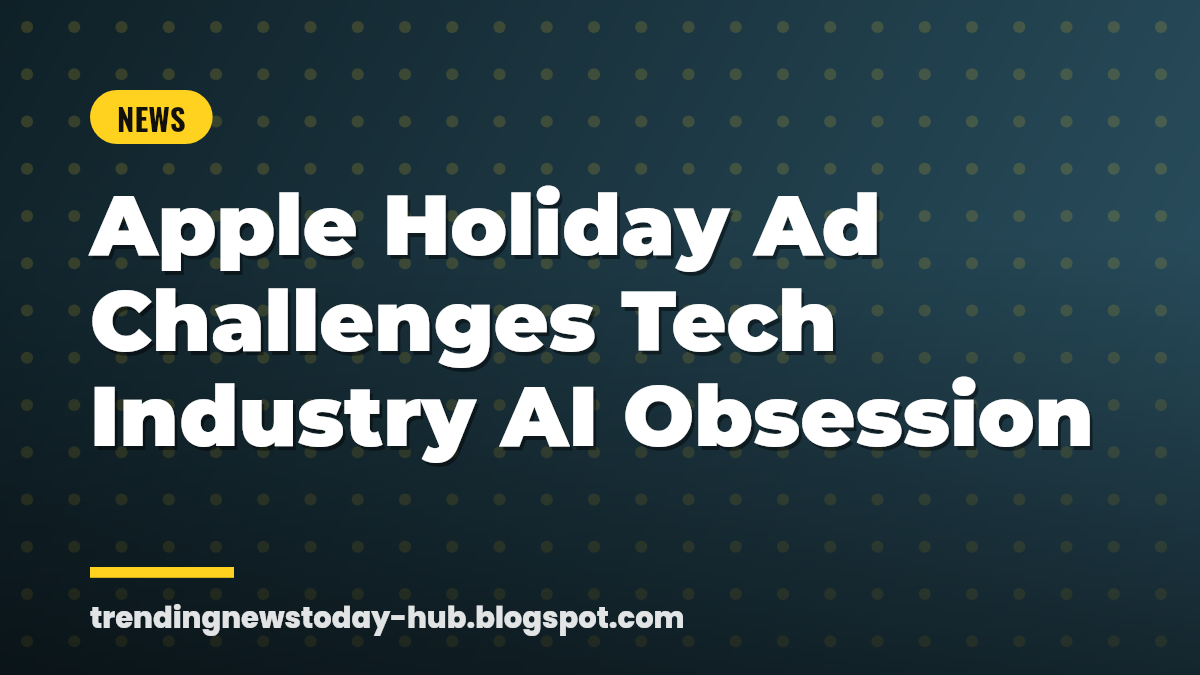 NEWS
Apple Holiday Ad
Challenges Tech
Industry AI Obsession
trendingnewstoday-hub.blogspot.com